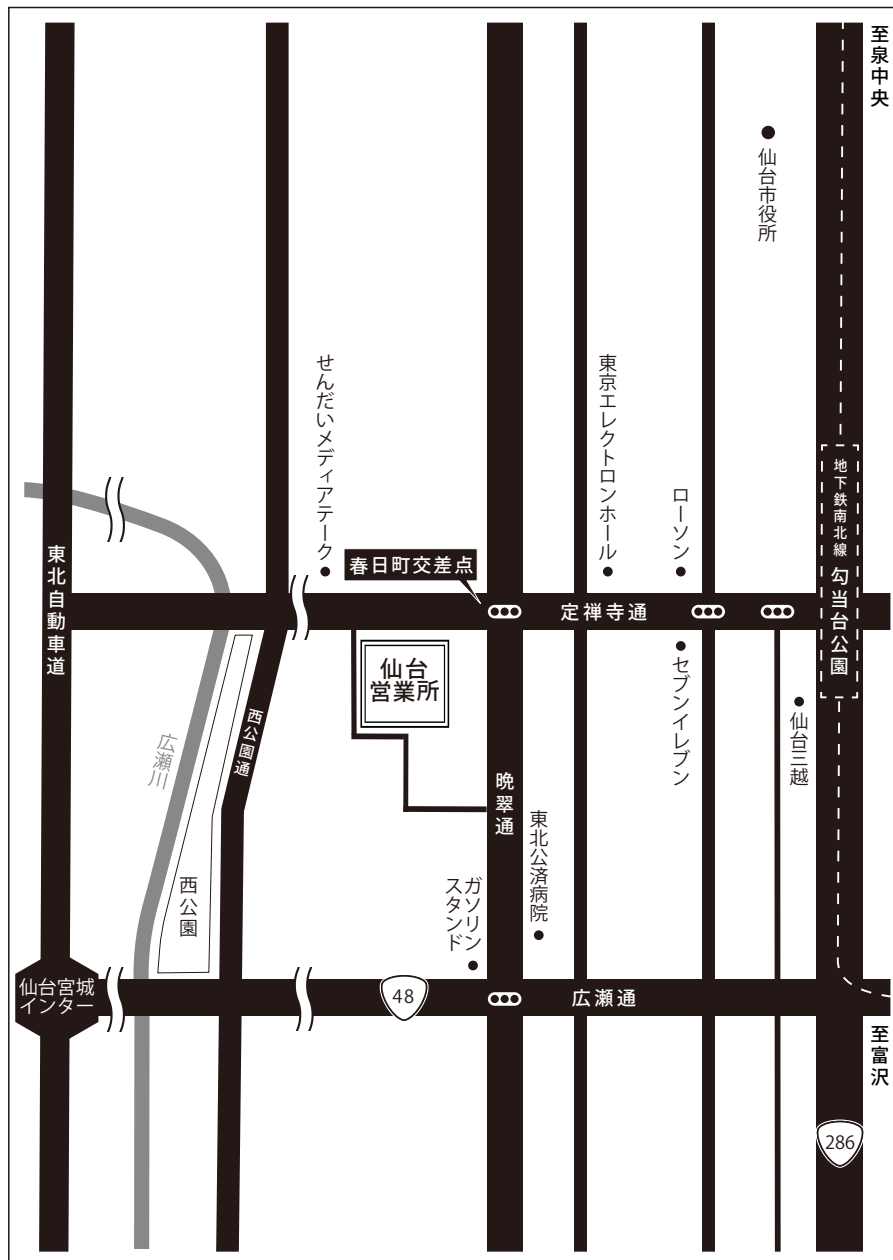 至泉中央
仙台市役所
せんだいメディアテーク
東京エレクトロンホール
ローソン
地下鉄南北線
勾当台公園
東北自動車道
春日町交差点
定禅寺通
仙台
営業所
セブンイレブン
仙台三越
西公園通
広瀬川
晩翠通
東北公済病院
西公園
ガソリン
スタンド
仙台宮城
インター
48
広瀬通
至富沢
286